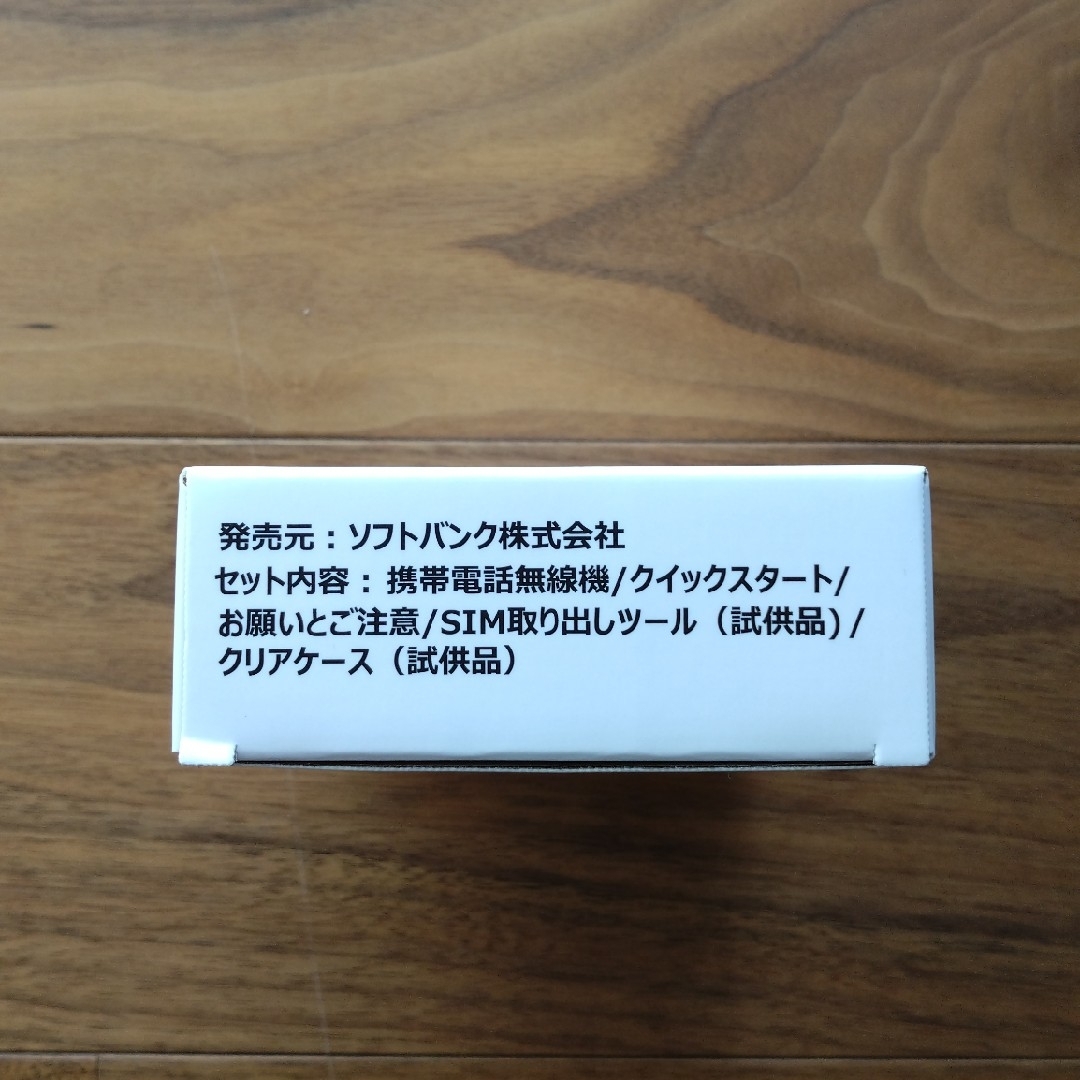 発売元：ソフトバンク株式会社
セット内容：携帯電話無線機/クイックスタート/
お願いとご注意/SIM取り出しツール（試供品）/
クリアケース（試供品）